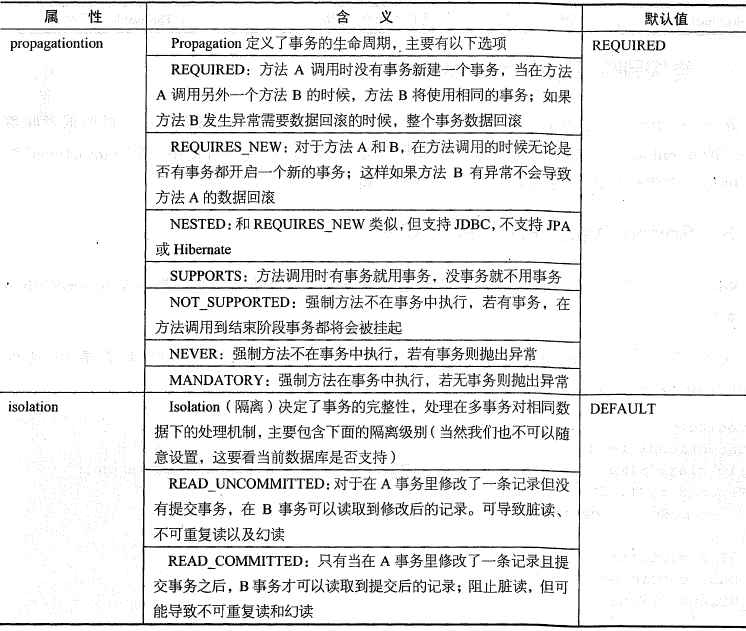 属 性 含 义 默认值
propagationtion Propagation 定义了事务的生命周期，主要有以下选项 REQUIRED
REQUIRED：方法 A 调用时没有事务新建一个事务，当在方法
A 调用另外一个方法 B 的时候，方法 B 将使用相同的事务；如果
方法 B 发生异常需要数据回滚的时候，整个事务数据回滚
REQUIRES_NEW：对于方法 A 和 B，在方法调用的时候无论是
否有事务都开启一个新的事务；这样如果方法 B 有异常不会导致
方法 A 的数据回滚
NESTED：和 REQUIRES_NEW 类似，但支持 JDBC，不支持 JPA
或 Hibernate
SUPPORTS：方法调用时有事务就用事务，没事务就不用事务
NOT_SUPPORTED：强制方法不在事务中执行，若有事务，在
方法调用到结束阶段事务都将会被挂起
NEVER：强制方法不在事务中执行，若有事务则抛出异常
MANDATORY：强制方法在事务中执行，若无事务则抛出异常
isolation Isolation（隔离）决定了事务的完整性，处理在多事务对相同数 DEFAULT
据下的处理机制，主要包含下面的隔离级别（当然我们也不可以随
意设置，这要看当前数据库是否支持）
READ_UNCOMMITTED：对于在 A 事务里修改了一条记录但没
有提交事务，在 B 事务可以读取到修改后的记录。可导致脏读、
不可重复读以及幻读
READ_COMMITTED：只有当在 A 事务里修改了一条记录且提
交事务之后，B 事务才可以读取到提交后的记录；阻止脏读，但可
能导致不可重复读和幻读